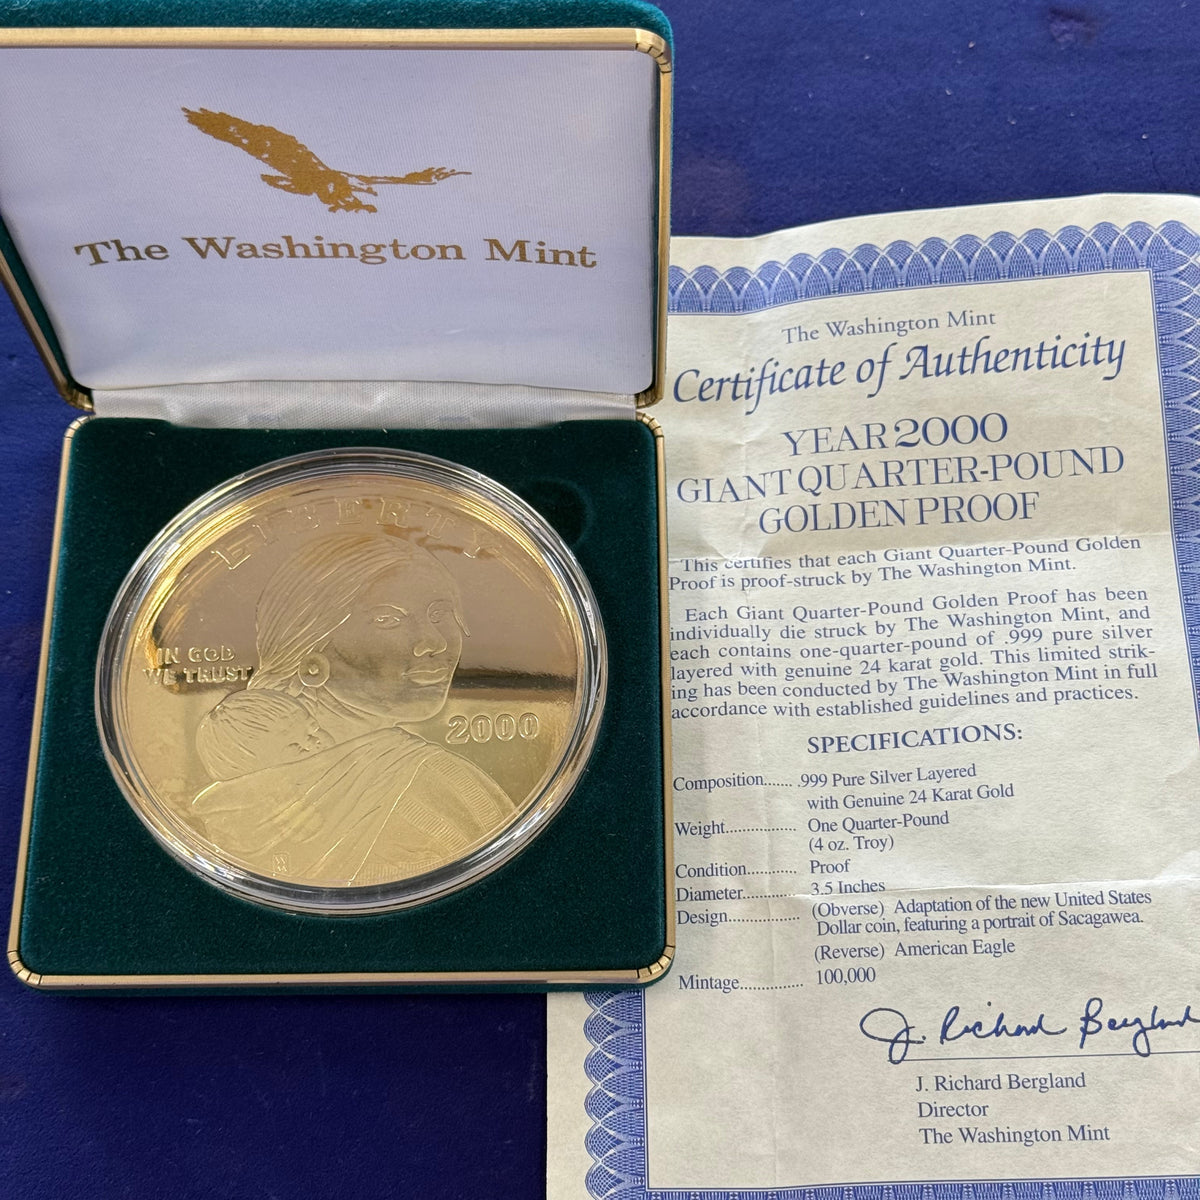 The Washington Mint
LIBERTY
IN GOD
WE TRUST
2000
The Washington Mint
Certificate of Authenticity
YEAR 2000
GIANT QUARTER-POUND
GOLDEN PROOF
This certifies that each Giant Quarter-Pound Golden
Proof is proof-struck by The Washington Mint.
Each Giant Quarter-Pound Golden Proof has been
individually die struck by The Washington Mint, and
each contains one-quarter-pound of .999 pure silver
layered with genuine 24 karat gold. This limited strik-
ing has been conducted by The Washington Mint in full
accordance with established guidelines and practices.
SPECIFICATIONS:
Composition....... .999 Pure Silver Layered
with Genuine 24 Karat Gold
Weight................ One Quarter-Pound
(4 oz. Troy)
Condition........... Proof
Diameter............ 3.5 Inches
Design............... (Obverse) Adaptation of the new United States
Dollar coin, featuring a portrait of Sacagawea.
(Reverse) American Eagle
Mintage.............. 100,000
J. Richard Bergland
J. Richard Bergland
Director
The Washington Mint